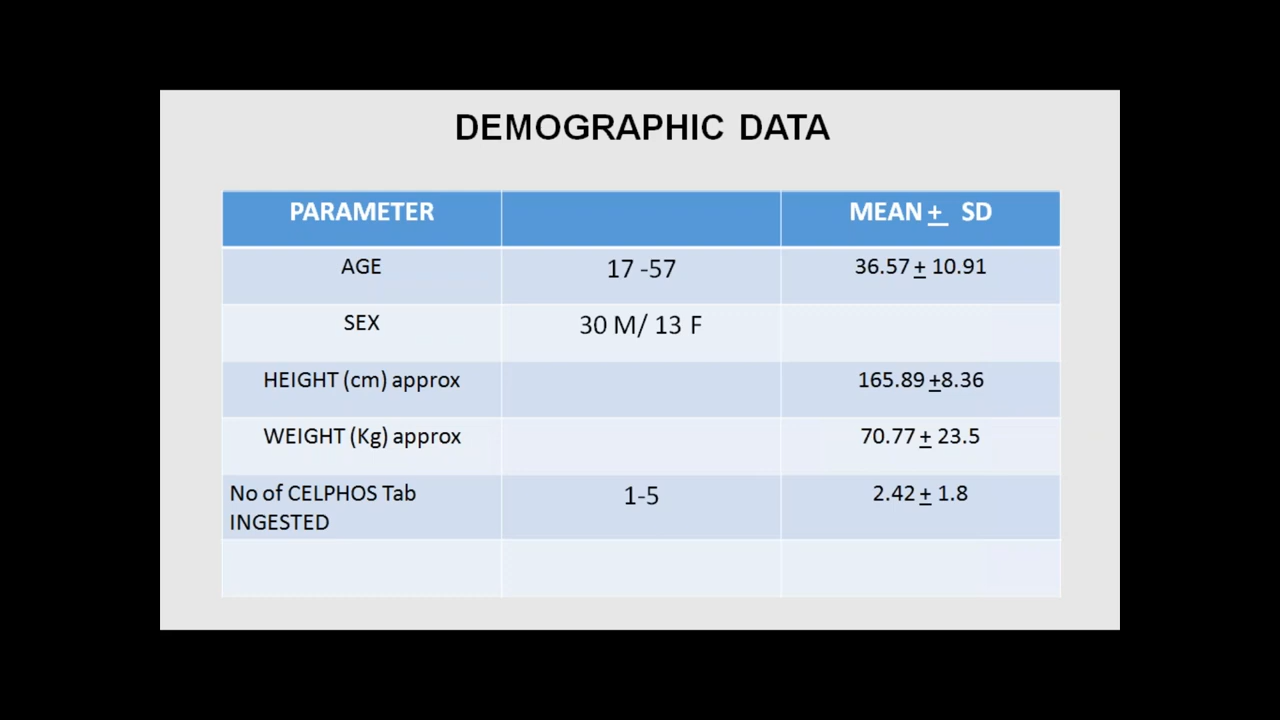 DEMOGRAPHIC DATA
PARAMETER MEAN ± SD
AGE 17 -57 36.57 ± 10.91
SEX 30 M/ 13 F
HEIGHT (cm) approx 165.89 ±8.36
WEIGHT (Kg) approx 70.77 ± 23.5
No of CELPHOS Tab 1-5 2.42 ± 1.8
INGESTED